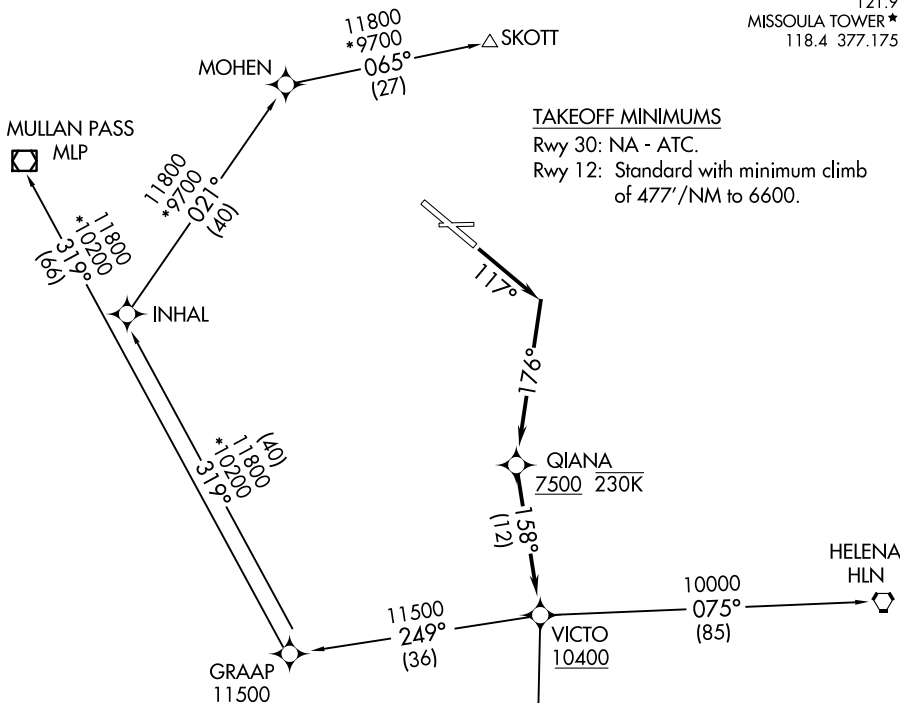 121.9
MISSOULA TOWER★
118.4 377.175
11800
*9700
065°
(27)
SKOTT
MOHEN
MULLAN PASS
MLP
TAKEOFF MINIMUMS
Rwy 30: NA - ATC.
Rwy 12: Standard with minimum climb
of 477'/NM to 6600.
11800
*9700
021°
(40)
11800
*10200
319°
(66)
117°
INHAL
176°
(40)
11800
*10200
319°
QIANA
7500 230K
158°
(12)
HELENA
HLN
10000
075°
(85)
11500
249°
(36)
VICTO
10400
GRAAP
11500